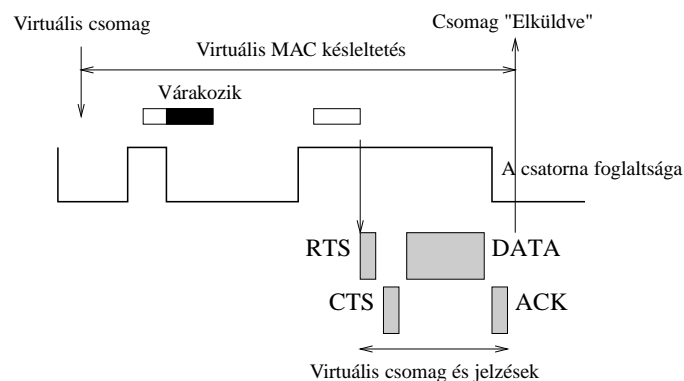 Virtuális csomag
Csomag "Elküldve"
Virtuális MAC késleltetés
Várakozik
A csatorna foglaltsága
RTS
DATA
CTS
ACK
Virtuális csomag és jelzések